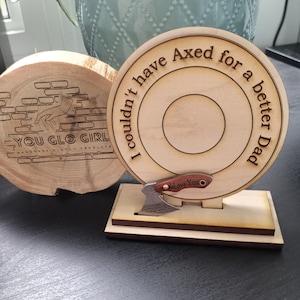 I couldn't have Axed for a better Dad
YOU GLO GIRL